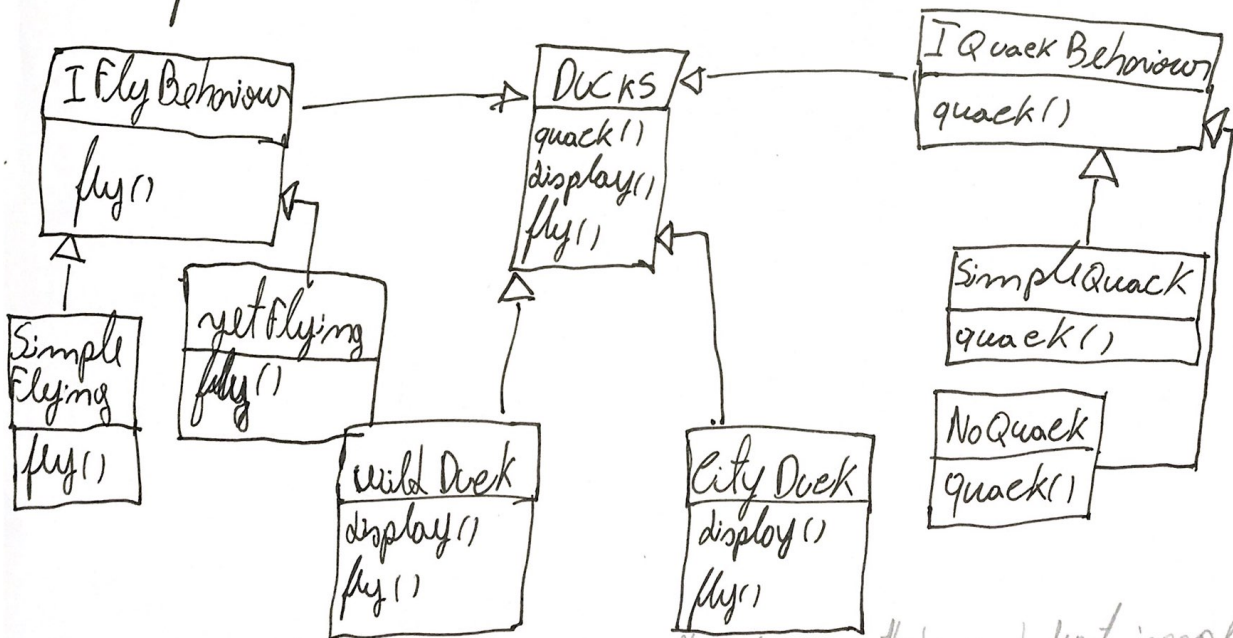 IFlyBehaviour
fly()
Simple
Flying
fly()
yetFlying
fly()
DUCKS
quack()
display()
fly()
Wild Duck
display()
fly()
City Duck
display()
fly()
IQuackBehaviour
quack()
SimpleQuack
quack()
NoQuack
quack()